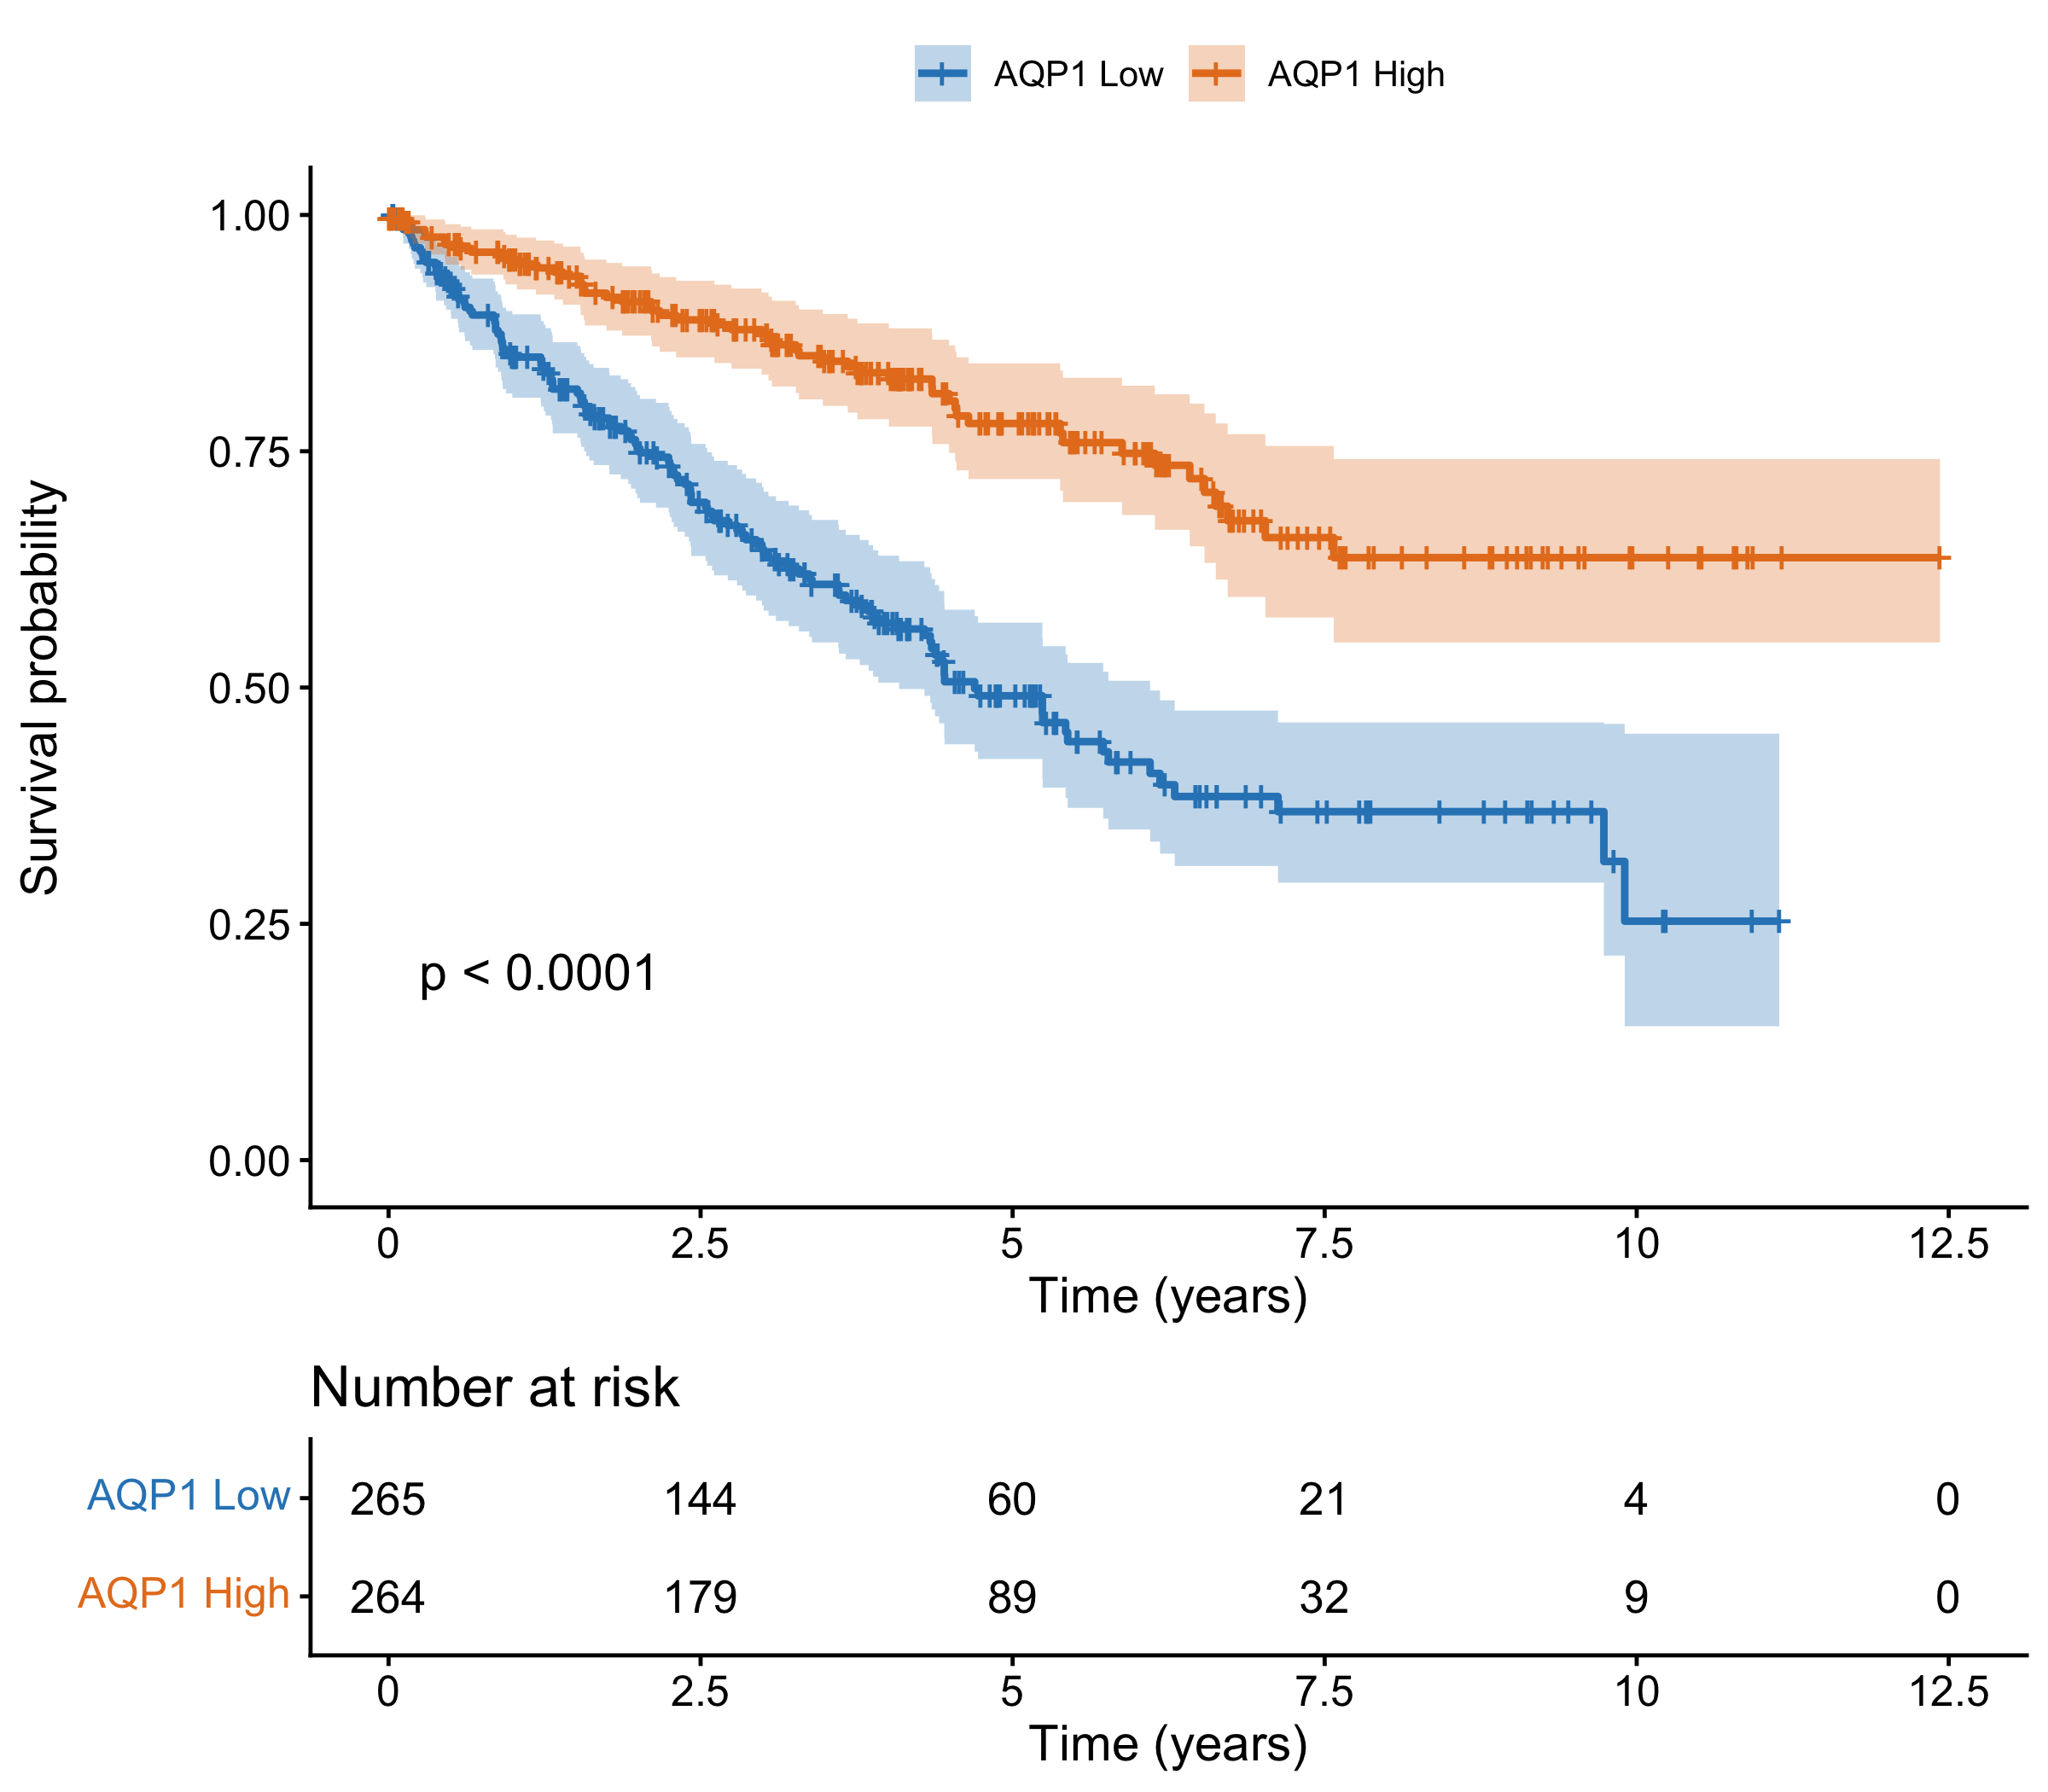 AQP1 Low AQP1 High
Survival probability
1.00
0.75
0.50
0.25
0.00
p < 0.0001
0 2.5 5 7.5 10 12.5
Time (years)
Number at risk
AQP1 Low 265 144 60 21 4 0
AQP1 High 264 179 89 32 9 0
0 2.5 5 7.5 10 12.5
Time (years)